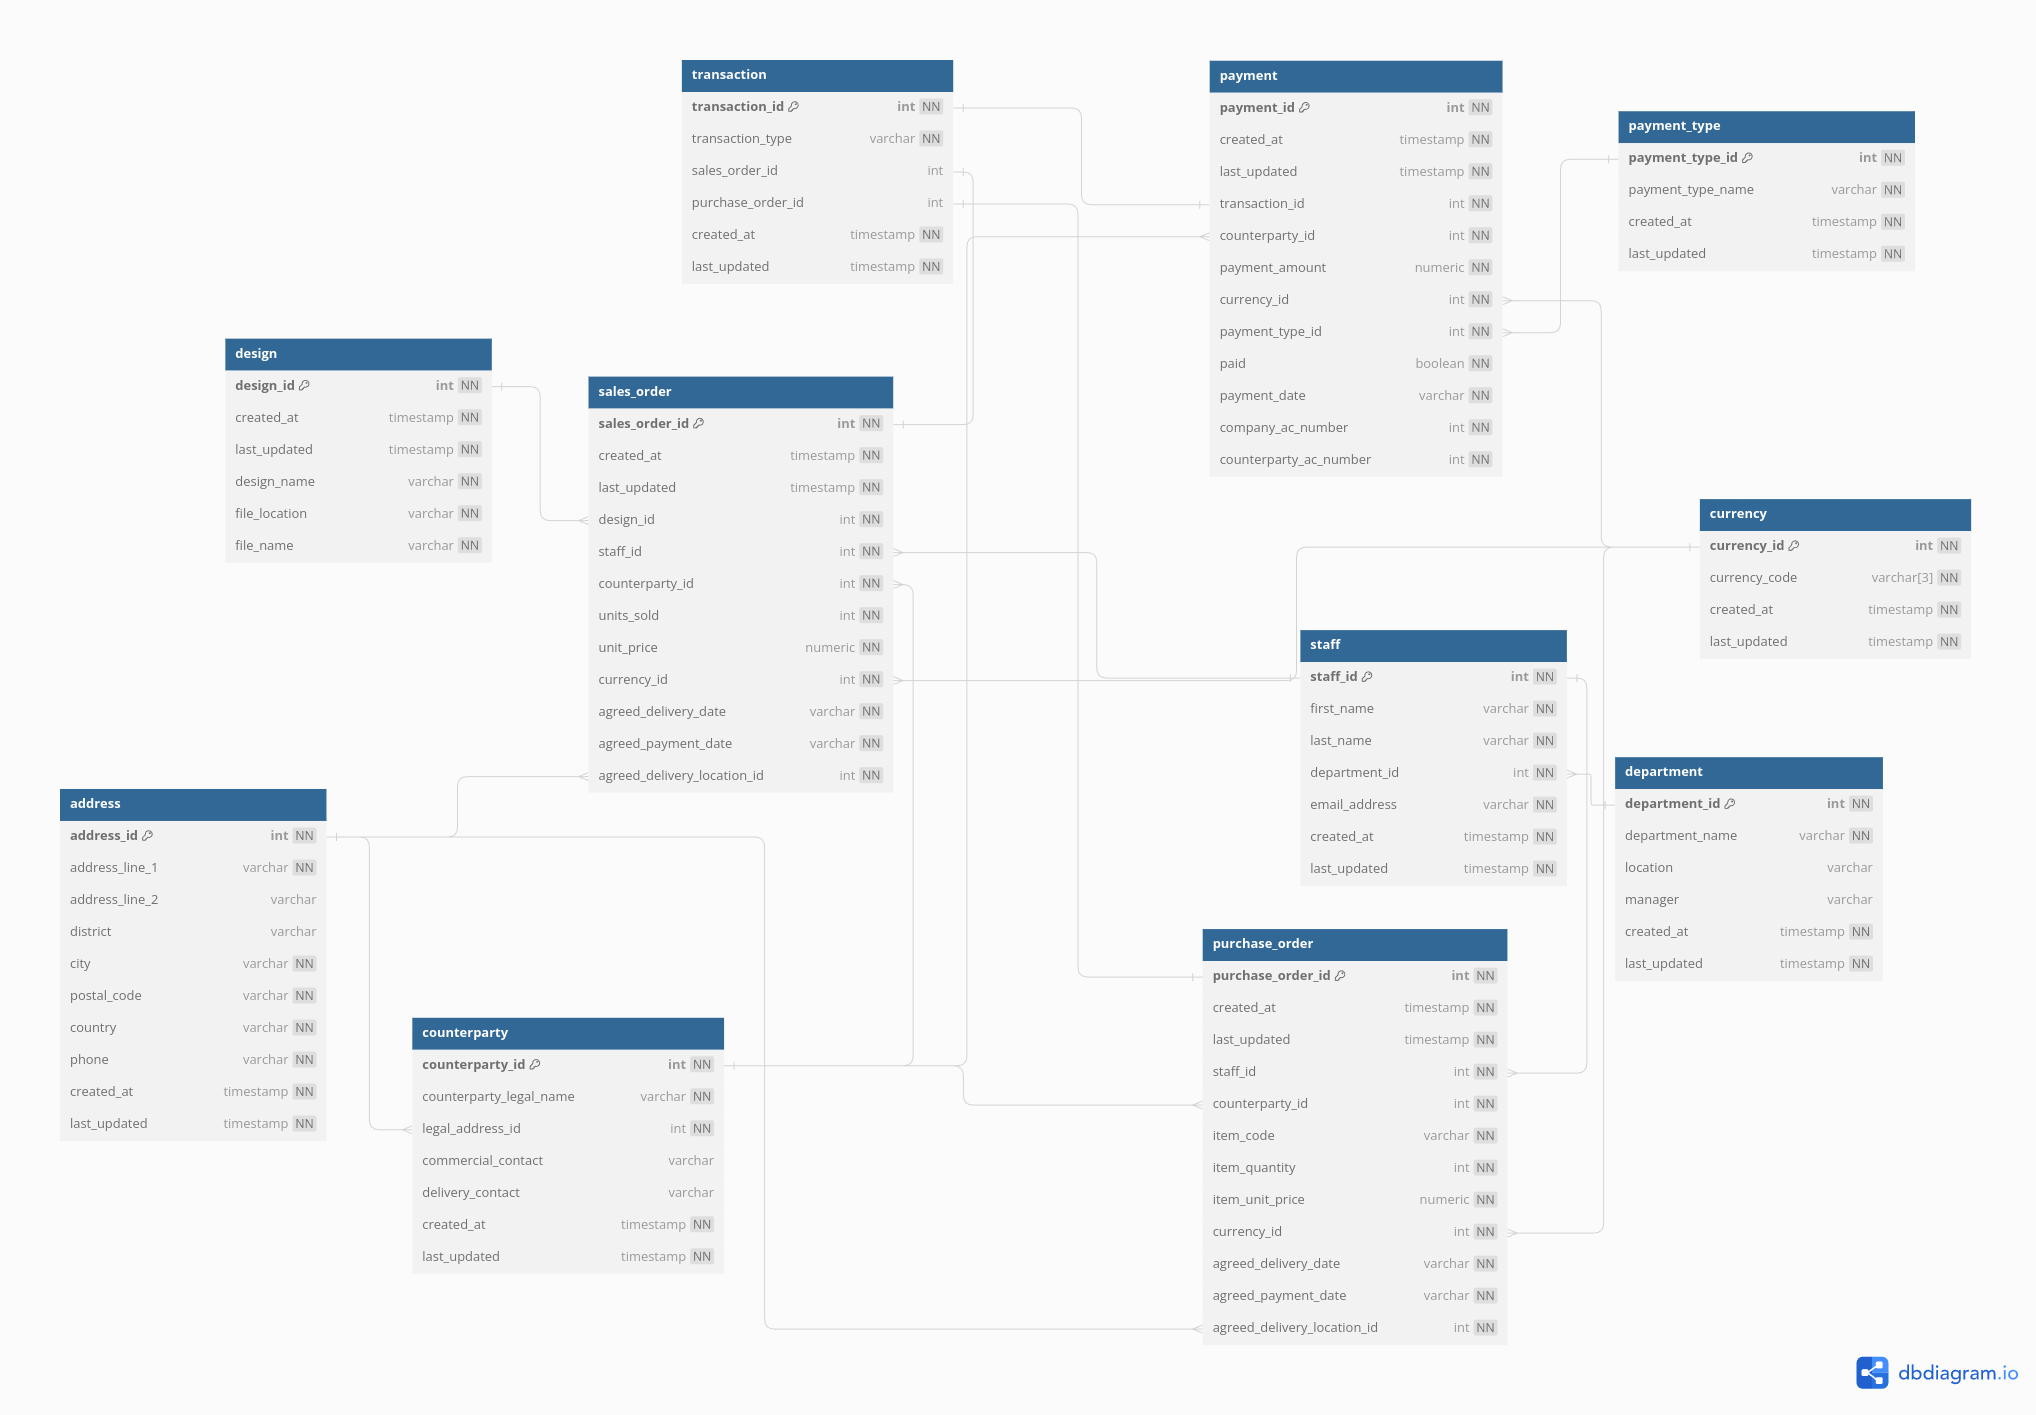 transaction
transaction_id int NN
transaction_type varchar NN
sales_order_id int
purchase_order_id int
created_at timestamp NN
last_updated timestamp NN
payment
payment_id int NN
created_at timestamp NN
last_updated timestamp NN
transaction_id int NN
counterparty_id int NN
payment_amount numeric NN
currency_id int NN
payment_type_id int NN
paid boolean NN
payment_date varchar NN
company_ac_number int NN
counterparty_ac_number int NN
payment_type
payment_type_id int NN
payment_type_name varchar NN
created_at timestamp NN
last_updated timestamp NN
design
design_id int NN
created_at timestamp NN
last_updated timestamp NN
design_name varchar NN
file_location varchar NN
file_name varchar NN
sales_order
sales_order_id int NN
created_at timestamp NN
last_updated timestamp NN
design_id int NN
staff_id int NN
counterparty_id int NN
units_sold int NN
unit_price numeric NN
currency_id int NN
agreed_delivery_date varchar NN
agreed_payment_date varchar NN
agreed_delivery_location_id int NN
currency
currency_id int NN
currency_code varchar[3] NN
created_at timestamp NN
last_updated timestamp NN
staff
staff_id int NN
first_name varchar NN
last_name varchar NN
department_id int NN
email_address varchar NN
created_at timestamp NN
last_updated timestamp NN
department
department_id int NN
department_name varchar NN
location varchar
manager varchar
created_at timestamp NN
last_updated timestamp NN
address
address_id int NN
address_line_1 varchar NN
address_line_2 varchar
district varchar
city varchar NN
postal_code varchar NN
country varchar NN
phone varchar NN
created_at timestamp NN
last_updated timestamp NN
counterparty
counterparty_id int NN
counterparty_legal_name varchar NN
legal_address_id int NN
commercial_contact varchar
delivery_contact varchar
created_at timestamp NN
last_updated timestamp NN
purchase_order
purchase_order_id int NN
created_at timestamp NN
last_updated timestamp NN
staff_id int NN
counterparty_id int NN
item_code varchar NN
item_quantity int NN
item_unit_price numeric NN
currency_id int NN
agreed_delivery_date varchar NN
agreed_payment_date varchar NN
agreed_delivery_location_id int NN
dbdiagram.io